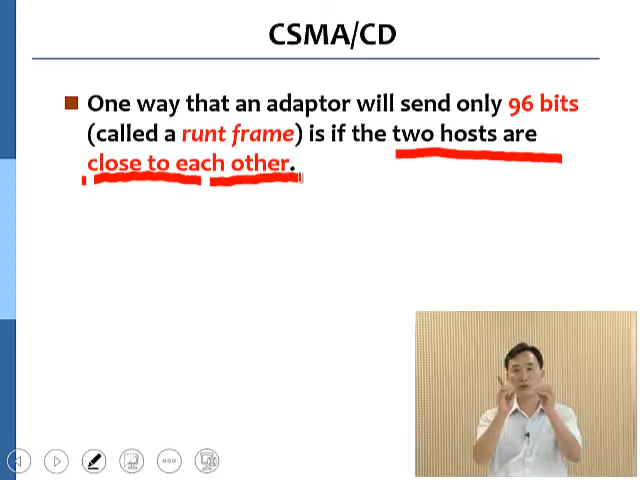 CSMA/CD
One way that an adaptor will send only 96 bits
(called a runt frame) is if the two hosts are
close to each other.